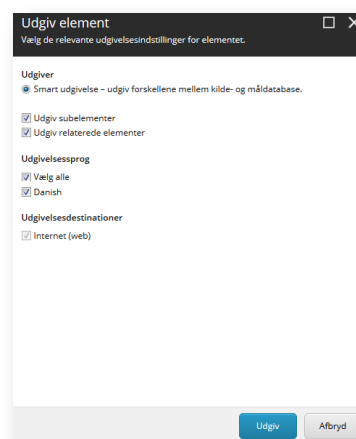 Udgiv element
Vælg de relevante udgivelsesindstillinger for elementet.
Udgiver
Smart udgivelse – udgiv forskellene mellem kilde- og måldatabase.
Udgiv subelementer
Udgiv relaterede elementer
Udgivelsessprog
Vælg alle
Danish
Udgivelsesdestinationer
Internet (web)
Udgiv
Afbryd